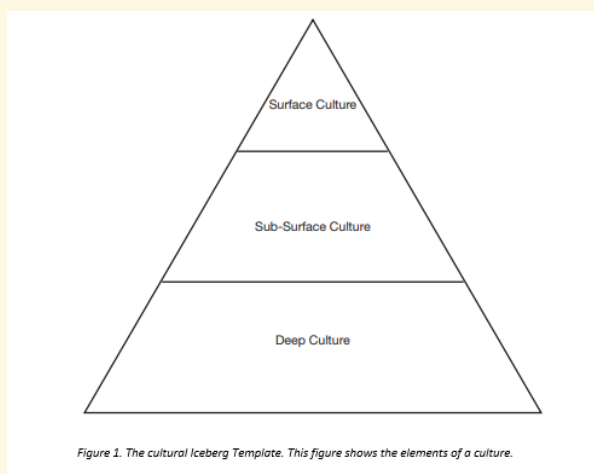 Surface Culture
Sub-Surface Culture
Deep Culture
Figure 1. The cultural Iceberg Template. This figure shows the elements of a culture.